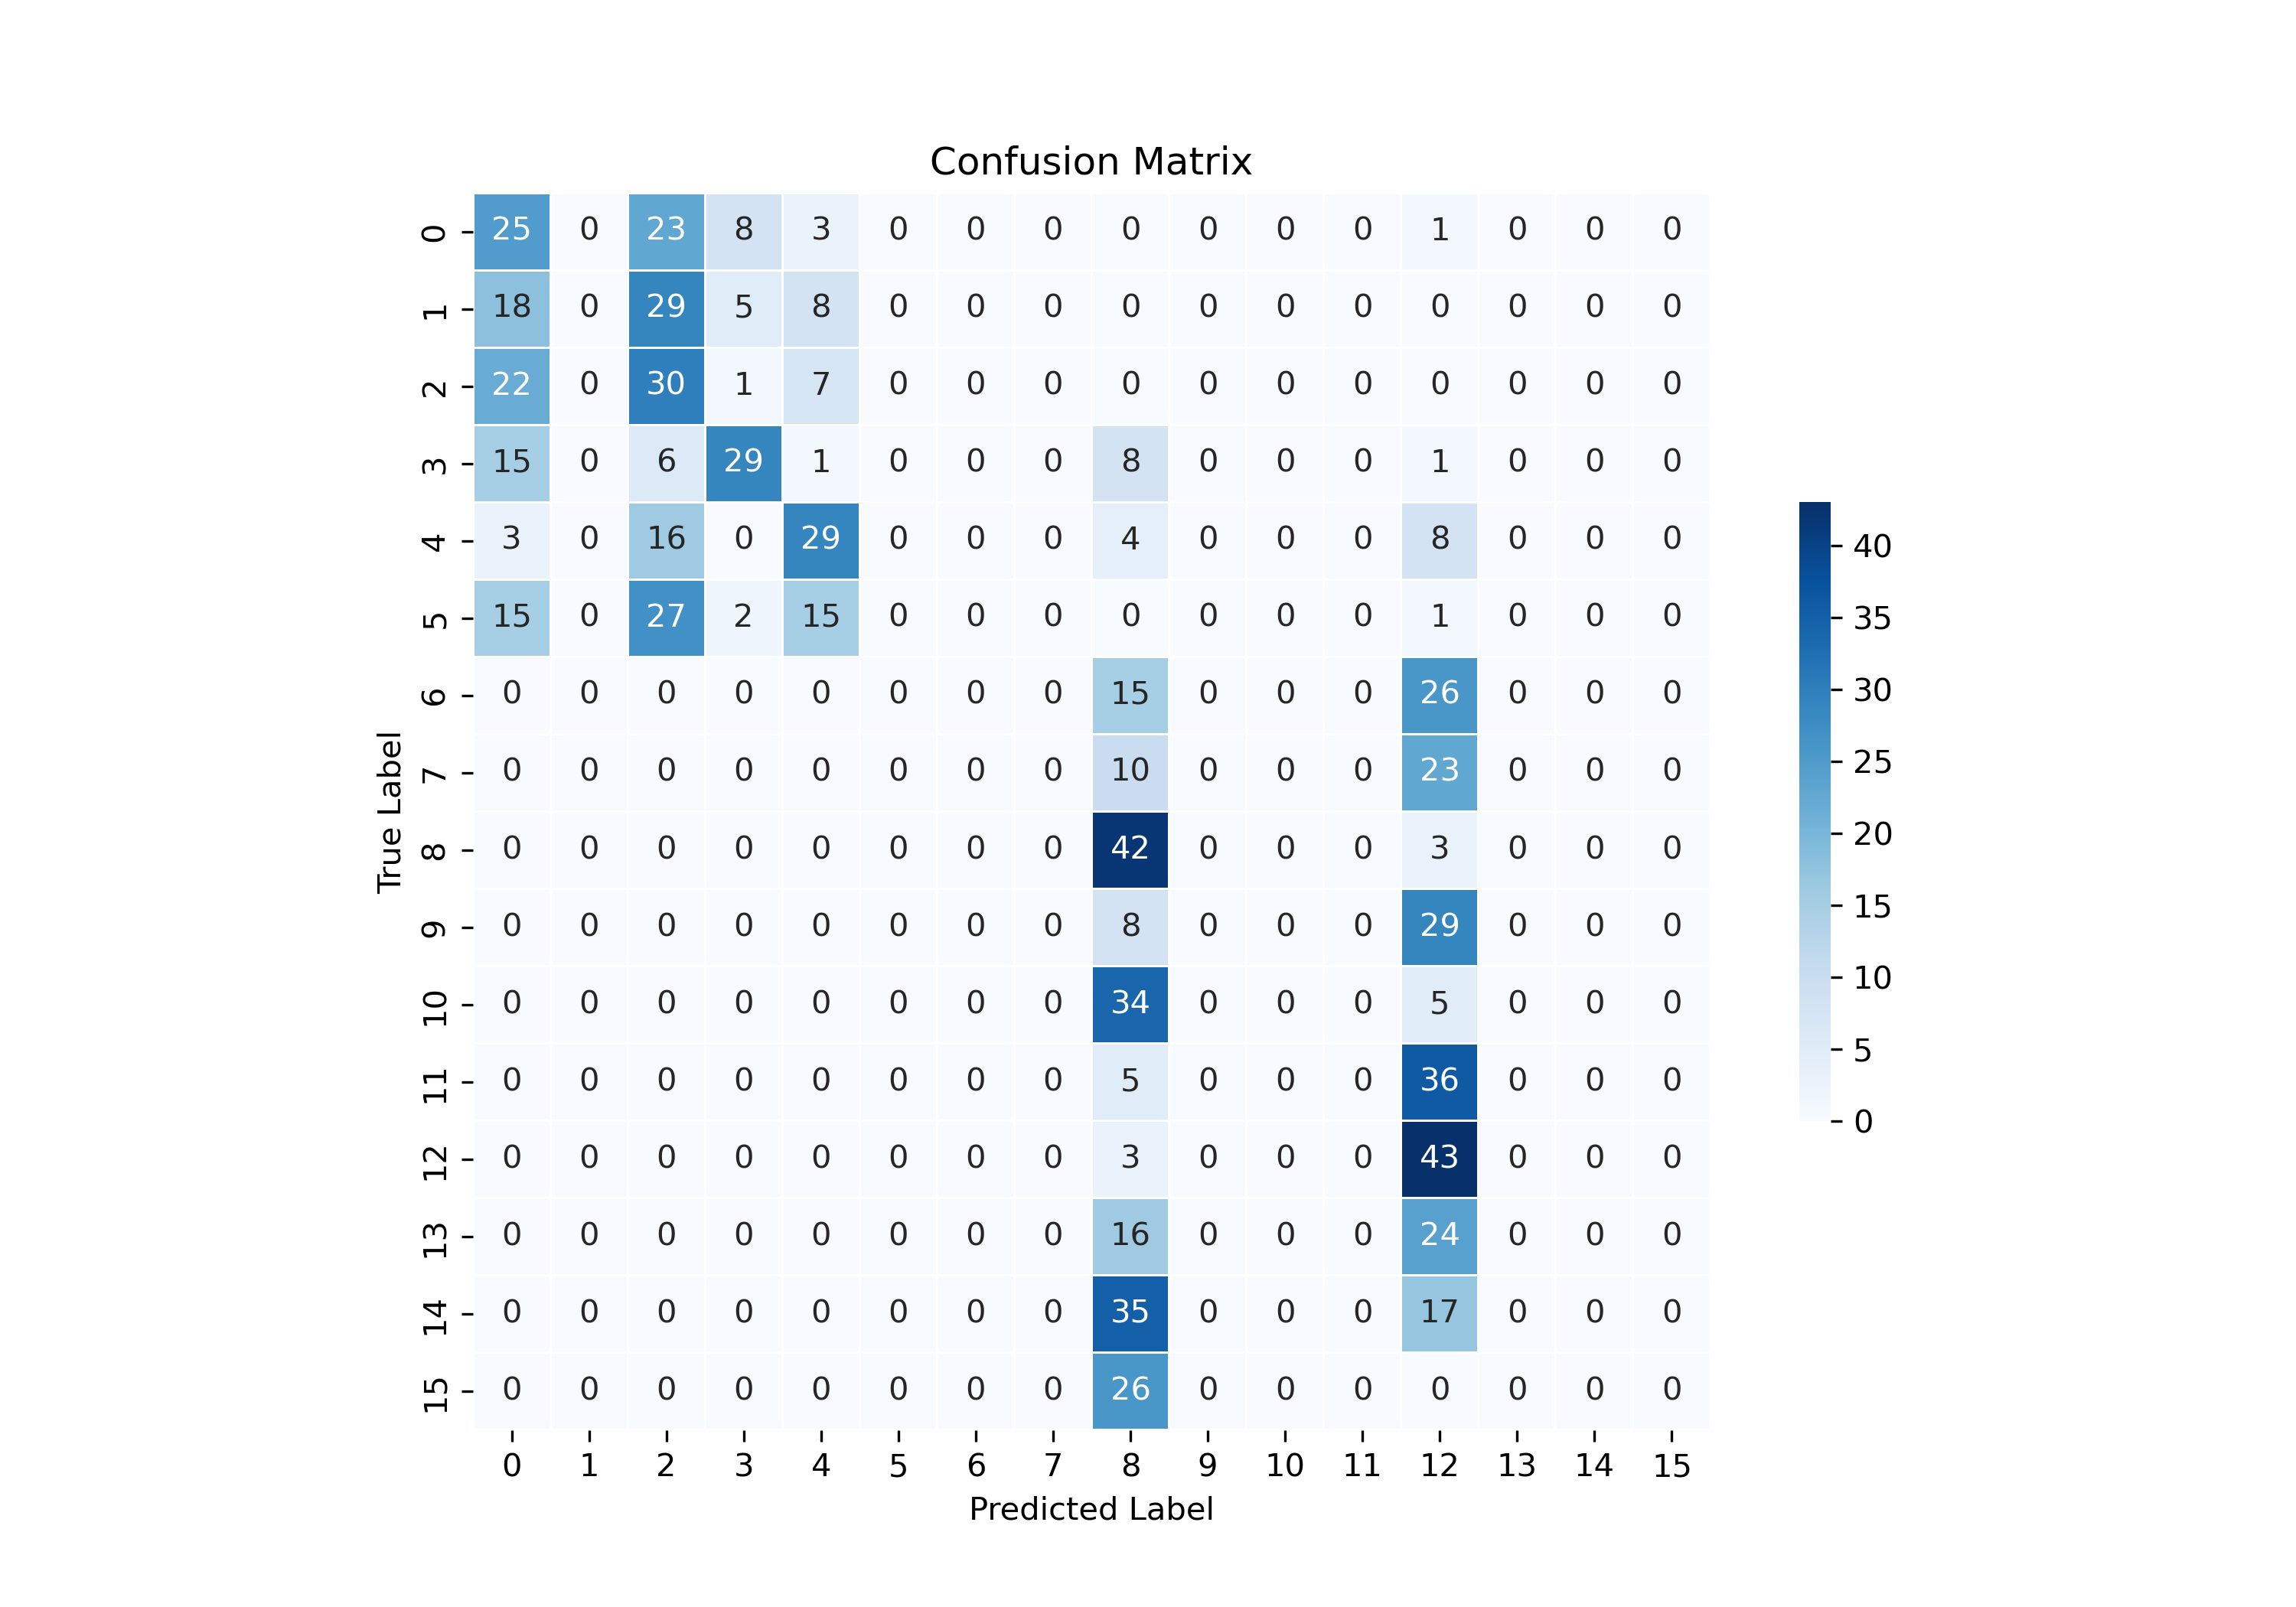 Confusion Matrix
0 25 0 23 8 3 0 0 0 0 0 0 0 1 0 0 0
1 18 0 29 5 8 0 0 0 0 0 0 0 0 0 0 0
2 22 0 30 1 7 0 0 0 0 0 0 0 0 0 0 0
3 15 0 6 29 1 0 0 0 8 0 0 0 1 0 0 0
4 3 0 16 0 29 0 0 0 4 0 0 0 8 0 0 0
5 15 0 27 2 15 0 0 0 0 0 0 0 1 0 0 0
6 0 0 0 0 0 0 0 0 15 0 0 0 26 0 0 0
7 0 0 0 0 0 0 0 0 10 0 0 0 23 0 0 0
8 0 0 0 0 0 0 0 0 42 0 0 0 3 0 0 0
9 0 0 0 0 0 0 0 0 8 0 0 0 29 0 0 0
10 0 0 0 0 0 0 0 0 34 0 0 0 5 0 0 0
11 0 0 0 0 0 0 0 0 5 0 0 0 36 0 0 0
12 0 0 0 0 0 0 0 0 3 0 0 0 43 0 0 0
13 0 0 0 0 0 0 0 0 16 0 0 0 24 0 0 0
14 0 0 0 0 0 0 0 0 35 0 0 0 17 0 0 0
15 0 0 0 0 0 0 0 0 26 0 0 0 0 0 0 0
0 1 2 3 4 5 6 7 8 9 10 11 12 13 14 15
Predicted Label
True Label
40
35
30
25
20
15
10
5
0